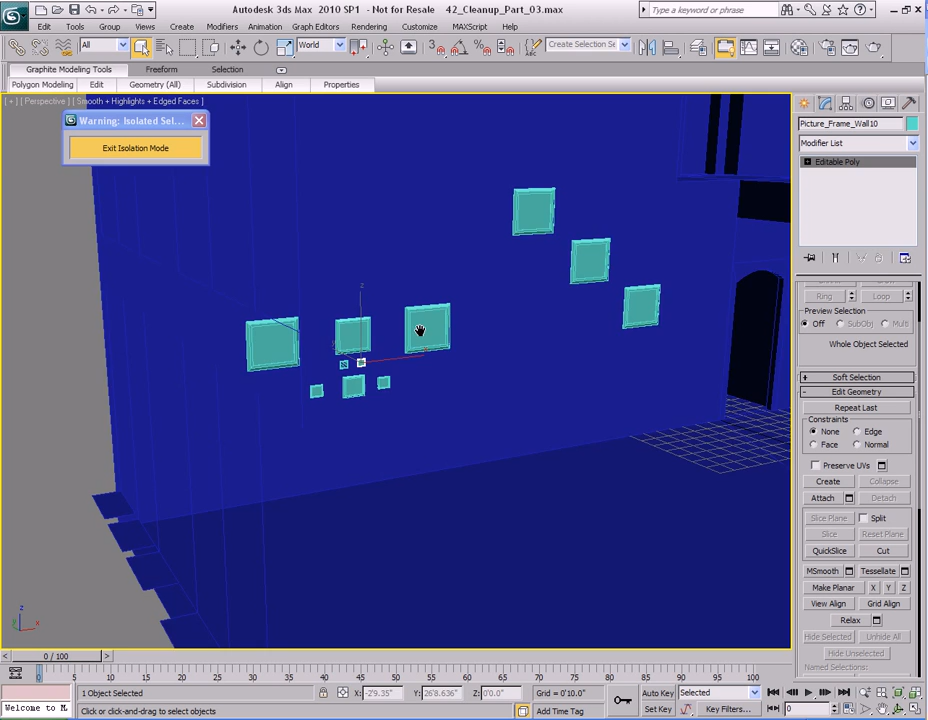 Autodesk 3ds Max 2010 SP1 - Not for Resale 42_Cleanup_Part_03.max
Type a keyword or phrase
Edit Tools Group Views Create Modifiers Animation Graph Editors Rendering Customize MAXScript Help
All
World
Create Selection Se
Graphite Modeling Tools Freeform Selection
Polygon Modeling Edit Geometry (All) Subdivision Align Properties
[ + ] [ Perspective ] [ Smooth + Highlights + Edged Faces ]
Warning: Isolated Sel...
Exit Isolation Mode
Picture_Frame_Wall10
Modifier List
Editable Poly
Ring Loop
Preview Selection
Off SubObj Multi
Whole Object Selected
+ Soft Selection
- Edit Geometry
Repeat Last
Constraints
None Edge
Face Normal
Preserve UVs
Create Collapse
Attach Detach
Slice Plane Split
Slice Reset Plane
QuickSlice Cut
MSmooth Tessellate
Make Planar X Y Z
View Align Grid Align
Relax
Hide Selected Unhide All
Hide Unselected
Named Selections:
z
z
y
x
< 0 / 100 >
0 5 10 15 20 25 30 35 40 45 50 55 60 65 70 75 80 85 90 95 100
1 Object Selected X: -2'9.35" Y: 26'8.636" Z: 0'0.0" Grid = 0'10.0" Auto Key Selected
Welcome to M Click or click-and-drag to select objects Add Time Tag Set Key Key Filters... 0